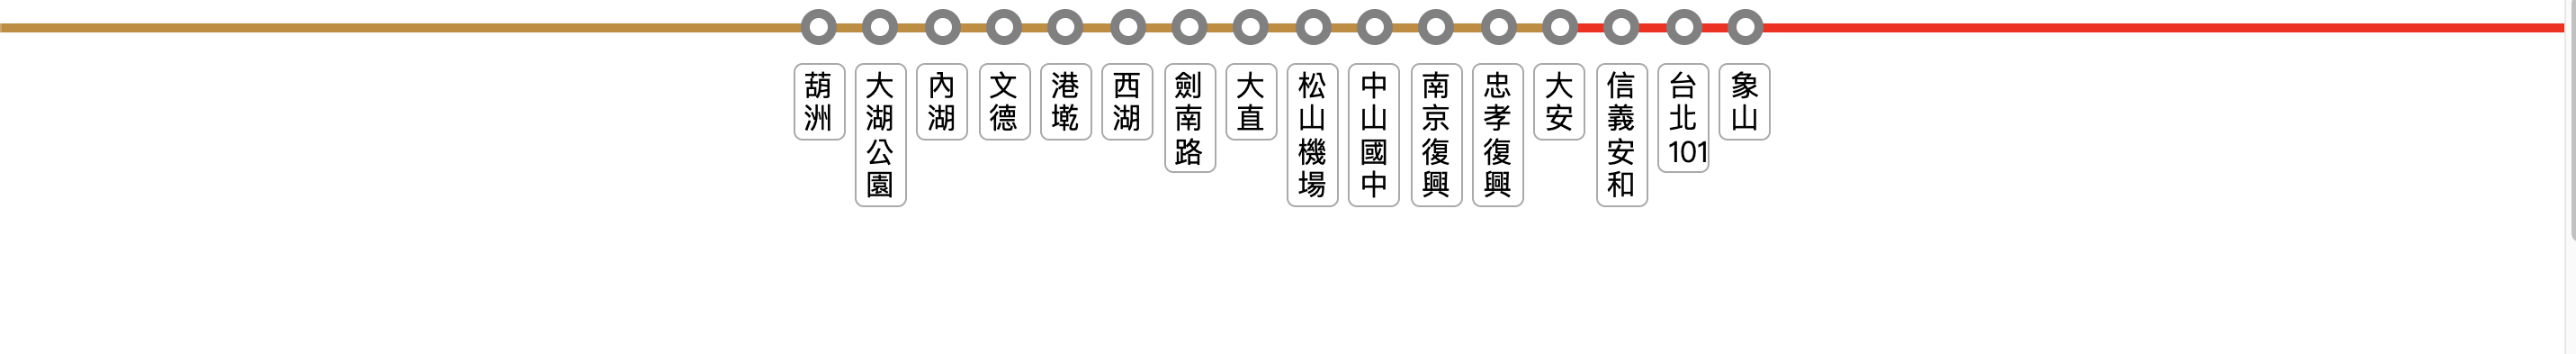 葫洲
大湖公園
內湖
文德
港墘
西湖
劍南路
大直
松山機場
中山國中
南京復興
忠孝復興
大安
信義安和
台北101
象山